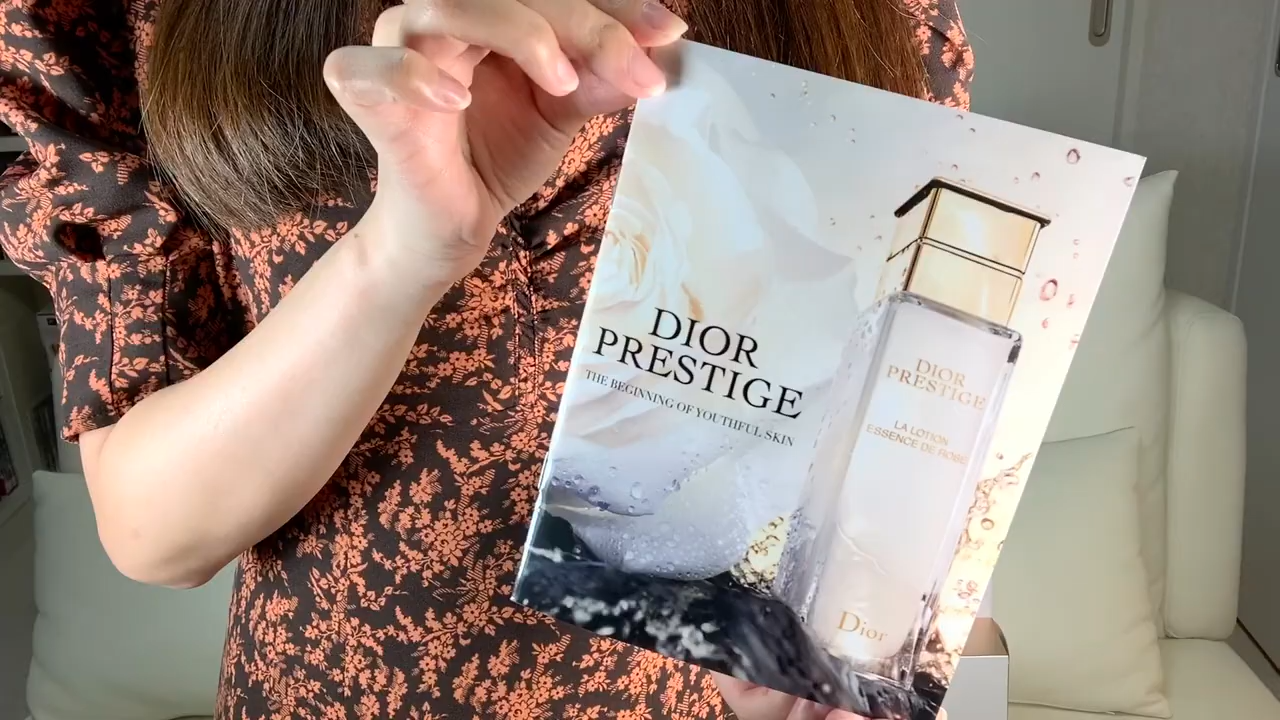 DIOR
PRESTIGE
THE BEGINNING OF YOUTHFUL SKIN
DIOR
PRESTIGE
LA LOTION
ESSENCE DE ROSE
Dior